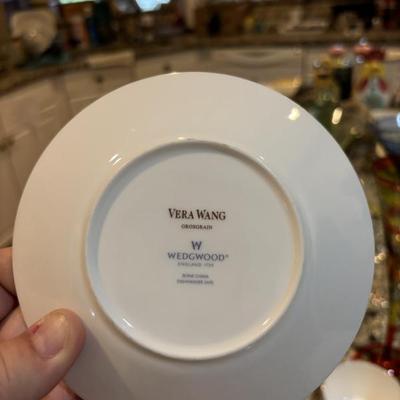 VERA WANG
GROSGRAIN
W
WEDGWOOD®
ENGLAND 1759
BONE CHINA
DISHWASHER SAFE